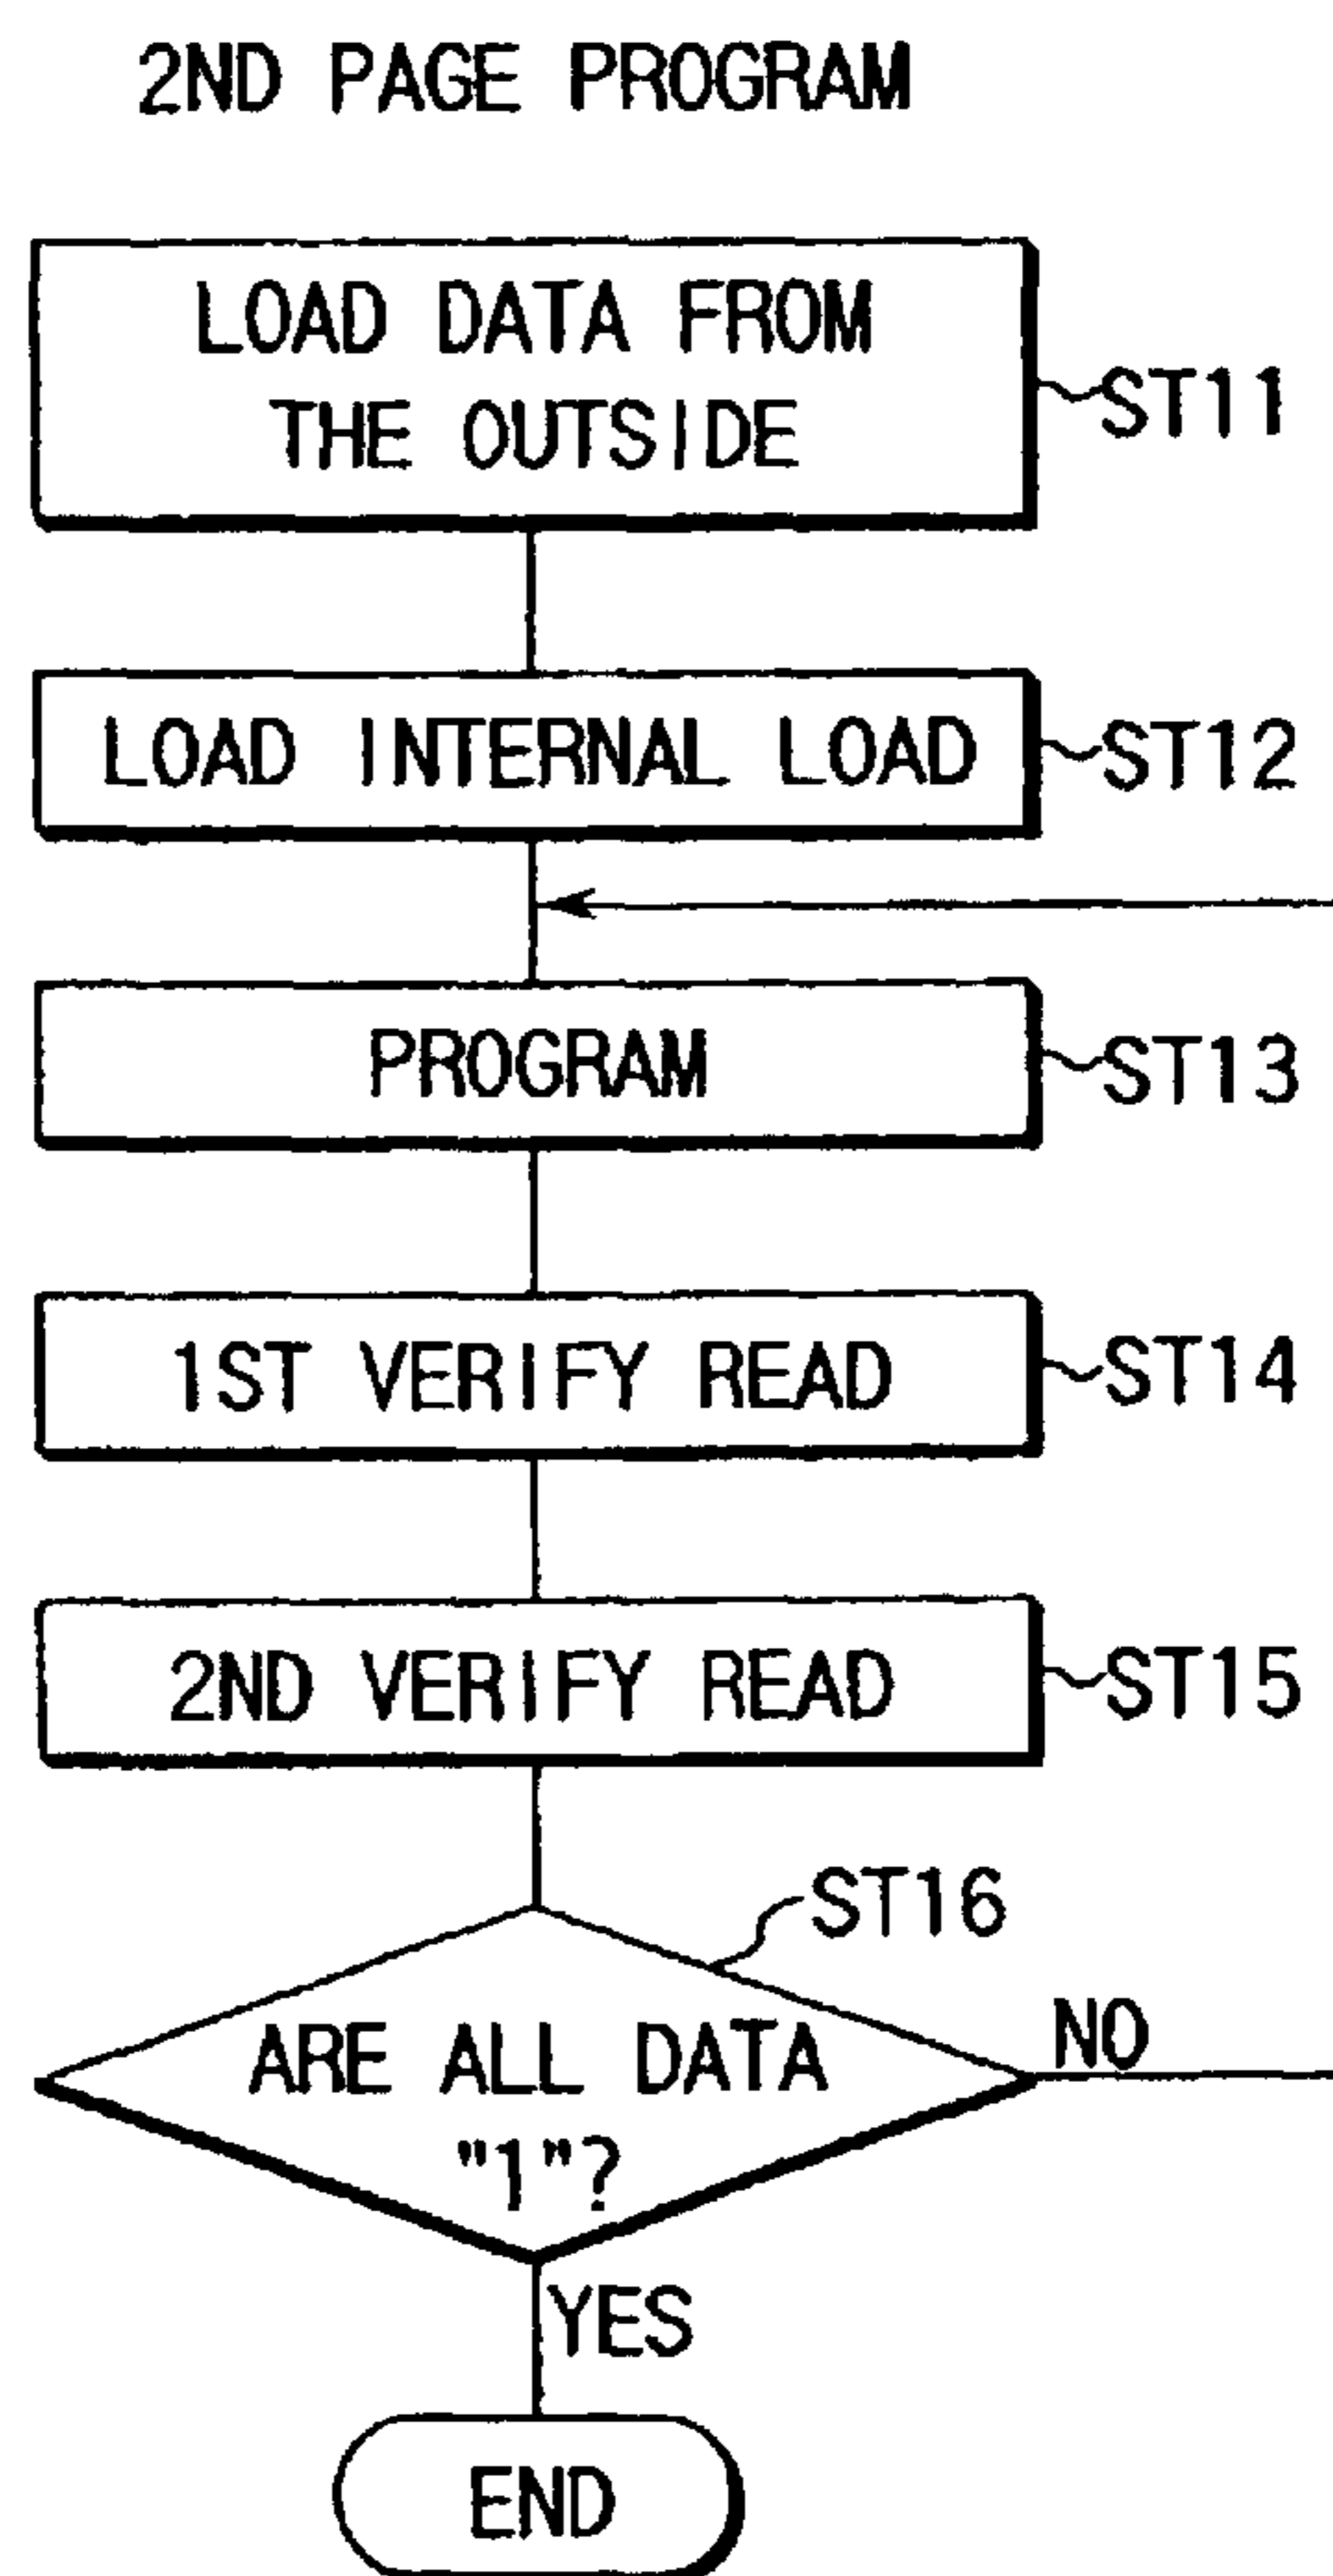 2ND PAGE PROGRAM
LOAD DATA FROM
THE OUTSIDE
ST11
LOAD INTERNAL LOAD
ST12
PROGRAM
ST13
1ST VERIFY READ
ST14
2ND VERIFY READ
ST15
ST16
ARE ALL DATA
"1"?
NO
YES
END